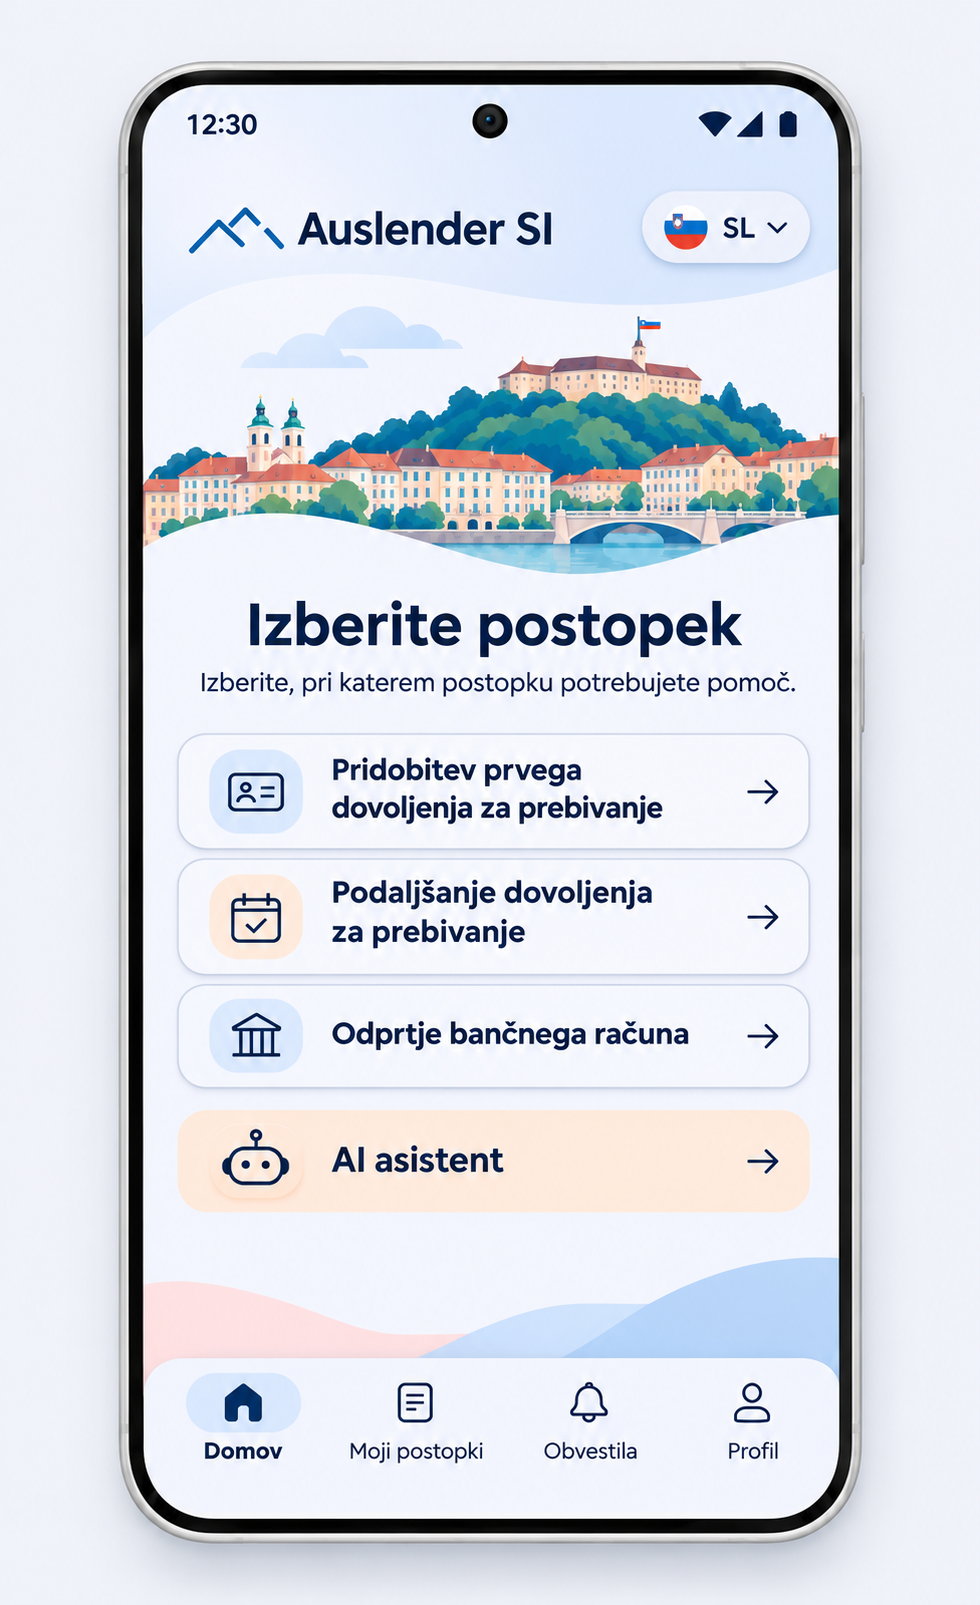 12:30
Auslender SI
SL
Izberite postopek
Izberite, pri katerem postopku potrebujete pomoč.
Pridobitev prvega
dovoljenja za prebivanje
Podaljšanje dovoljenja
za prebivanje
Odprtje bančnega računa
AI asistent
Domov
Moji postopki
Obvestila
Profil